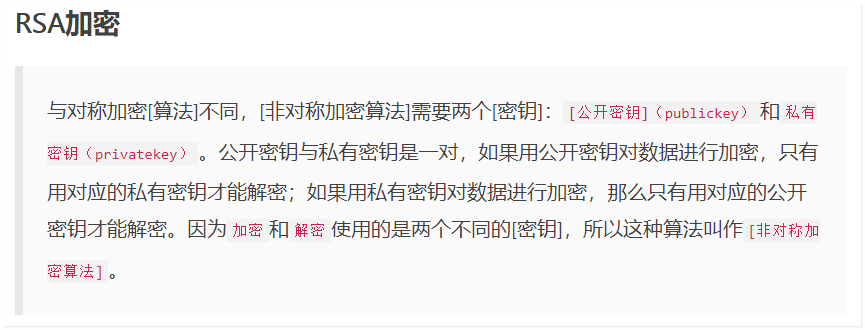 RSA加密
与对称加密[算法]不同，[非对称加密算法]需要两个[密钥]：[公开密钥]（publickey）和私有
密钥（privatekey）。公开密钥与私有密钥是一对，如果用公开密钥对数据进行加密，只有
用对应的私有密钥才能解密；如果用私有密钥对数据进行加密，那么只有用对应的公开
密钥才能解密。因为加密和解密使用的是两个不同的[密钥]，所以这种算法叫作[非对称加
密算法]。